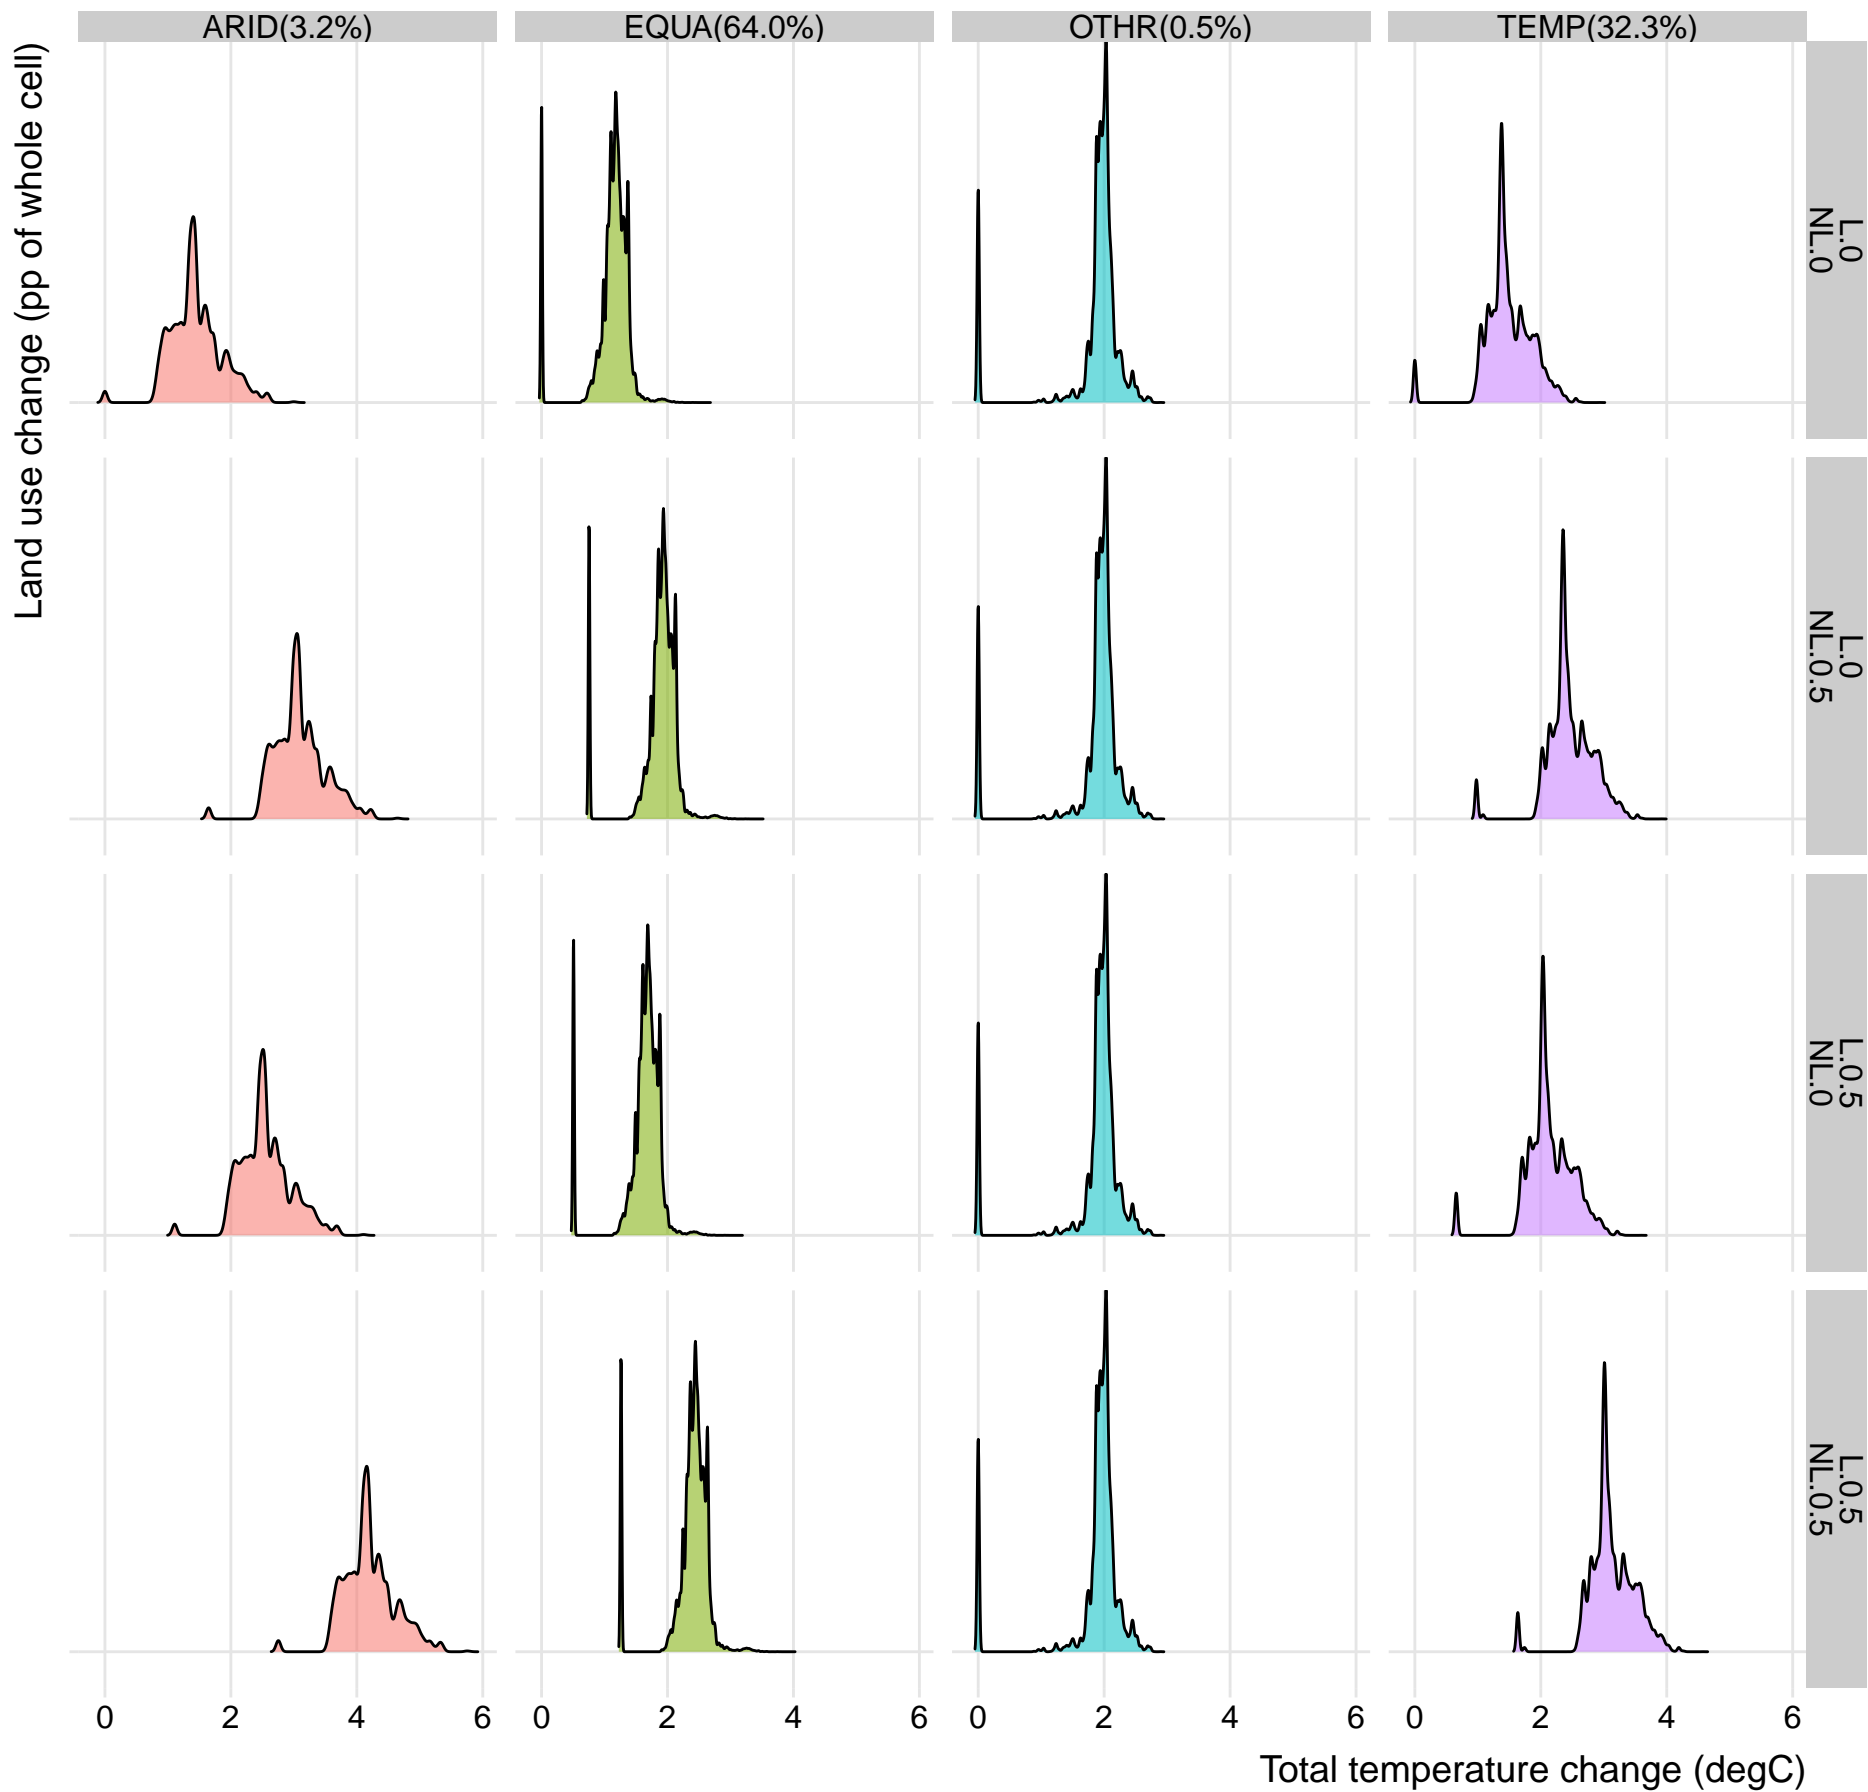 ARID(3.2%) EQUA(64.0%) OTHR(0.5%) TEMP(32.3%)
Land use change (pp of whole cell)
L.0
NL.0
L.0
NL.0.5
L.0.5
NL.0
L.0.5
NL.0.5
0 2 4 6 0 2 4 6 0 2 4 6 0 2 4 6
Total temperature change (degC)